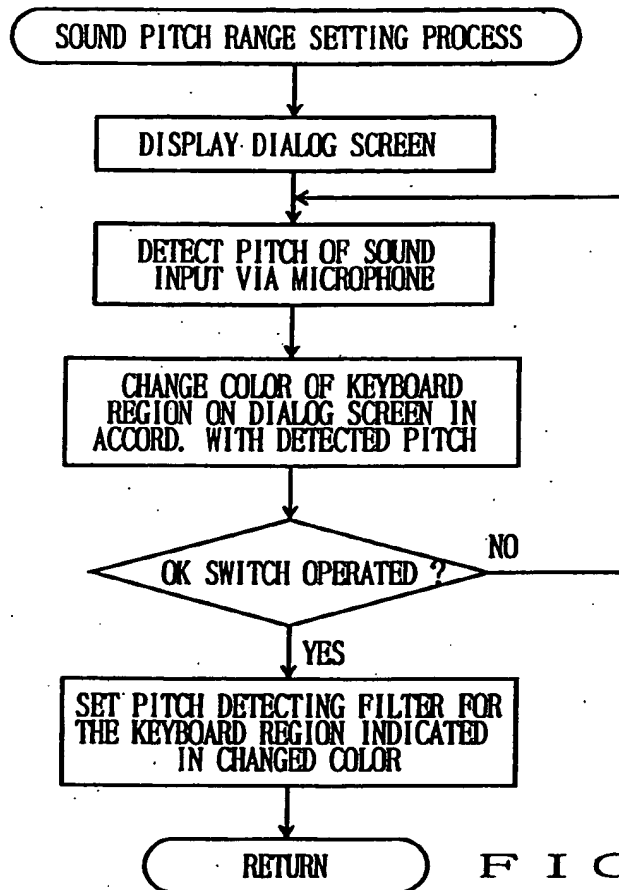 SOUND PITCH RANGE SETTING PROCESS
DISPLAY DIALOG SCREEN
DETECT PITCH OF SOUND
INPUT VIA MICROPHONE
CHANGE COLOR OF KEYBOARD
REGION ON DIALOG SCREEN IN
ACCORD. WITH DETECTED PITCH
OK SWITCH OPERATED ?
NO
YES
SET PITCH DETECTING FILTER FOR
THE KEYBOARD REGION INDICATED
IN CHANGED COLOR
RETURN
F I G